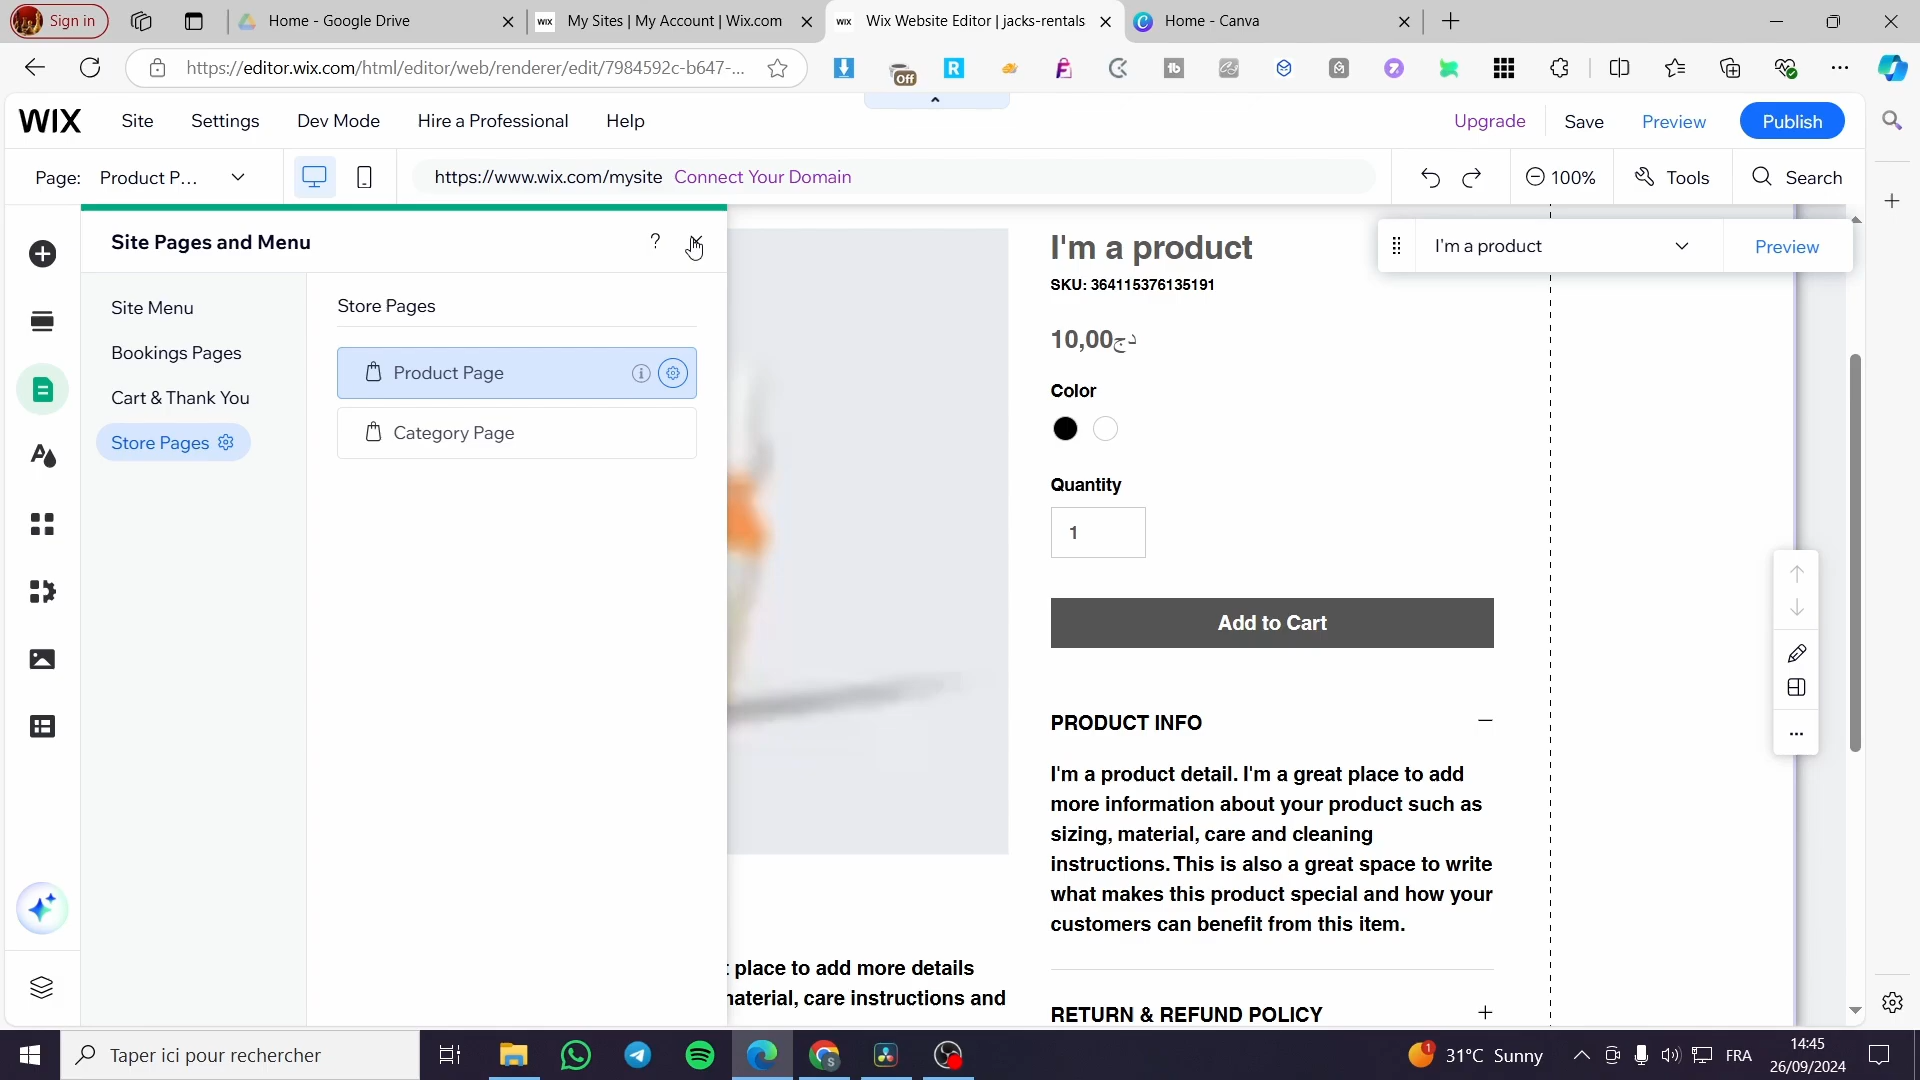 Sign in
Home - Google Drive
WIX My Sites | My Account | Wix.com
WIX Wix Website Editor | jacks-rentals
Home - Canva
https://editor.wix.com/html/editor/web/renderer/edit/7984592c-b647-...
Off
WIX Site Settings Dev Mode Hire a Professional Help
Upgrade Save Preview Publish
Page: Product P...
https://www.wix.com/mysite Connect Your Domain
100% Tools Search
Site Pages and Menu ?
Site Menu
Bookings Pages
Cart & Thank You
Store Pages
Store Pages
Product Page
Category Page
I'm a product
Preview
I'm a product
SKU: 364115376135191
دج10,00
Color
Quantity
1
Add to Cart
PRODUCT INFO
I'm a product detail. I'm a great place to add
more information about your product such as
sizing, material, care and cleaning
instructions. This is also a great space to write
what makes this product special and how your
customers can benefit from this item.
place to add more details
material, care instructions and
RETURN & REFUND POLICY
Taper ici pour rechercher
1
31°C Sunny
FRA
14:45
26/09/2024